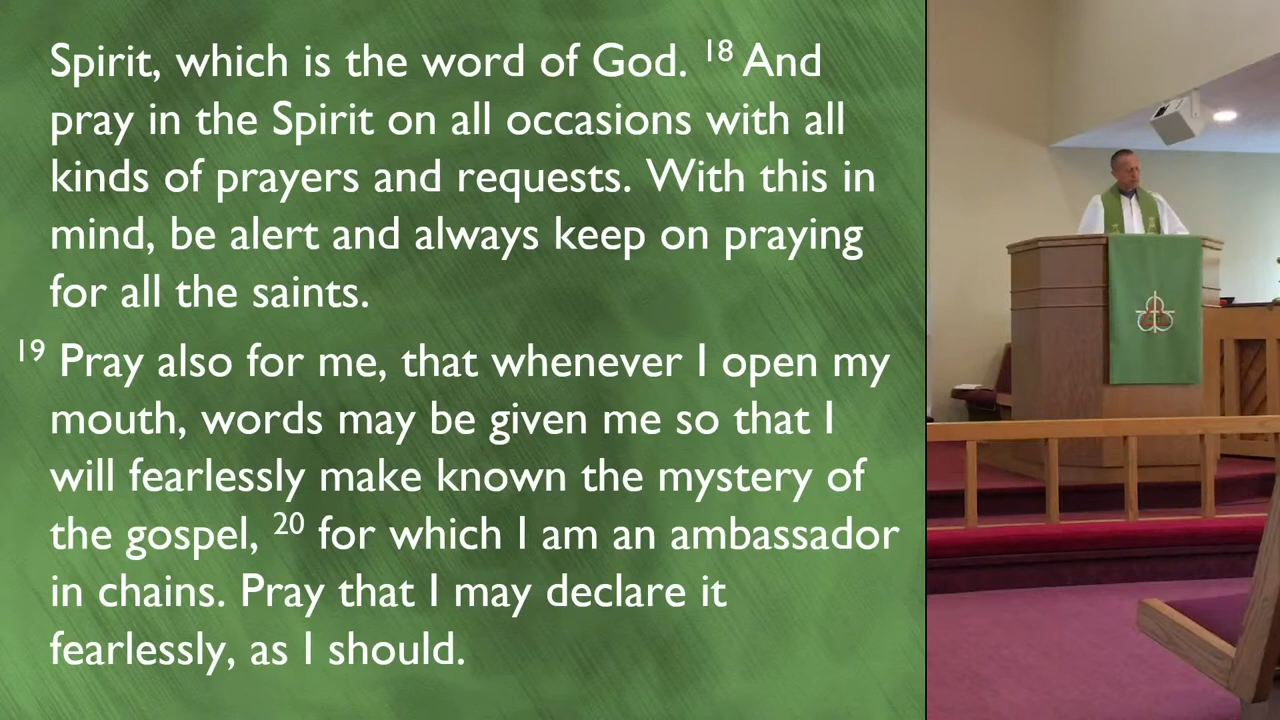 Spirit, which is the word of God. 18 And
pray in the Spirit on all occasions with all
kinds of prayers and requests. With this in
mind, be alert and always keep on praying
for all the saints.
19 Pray also for me, that whenever I open my
mouth, words may be given me so that I
will fearlessly make known the mystery of
the gospel, 20 for which I am an ambassador
in chains. Pray that I may declare it
fearlessly, as I should.